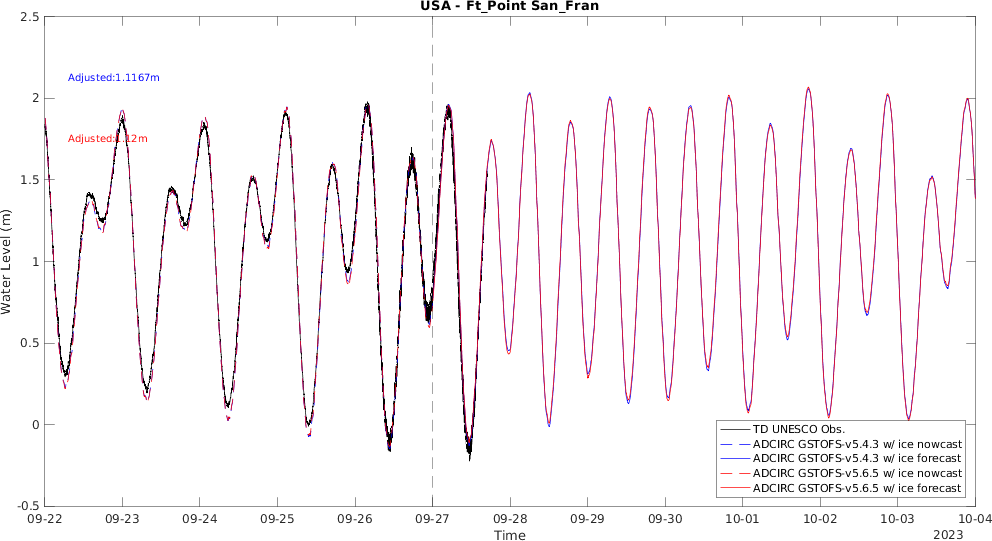 USA - Ft_Point San_Fran
2.5
2
1.5
1
0.5
0
-0.5
Water Level (m)
Adjusted:1.1167m
Adjusted:1.12m
TD UNESCO Obs.
ADCIRC GSTOFS-v5.4.3 w/ ice nowcast
ADCIRC GSTOFS-v5.4.3 w/ ice forecast
ADCIRC GSTOFS-v5.6.5 w/ ice nowcast
ADCIRC GSTOFS-v5.6.5 w/ ice forecast
09-22 09-23 09-24 09-25 09-26 09-27 09-28 09-29 09-30 10-01 10-02 10-03 10-04
Time
2023